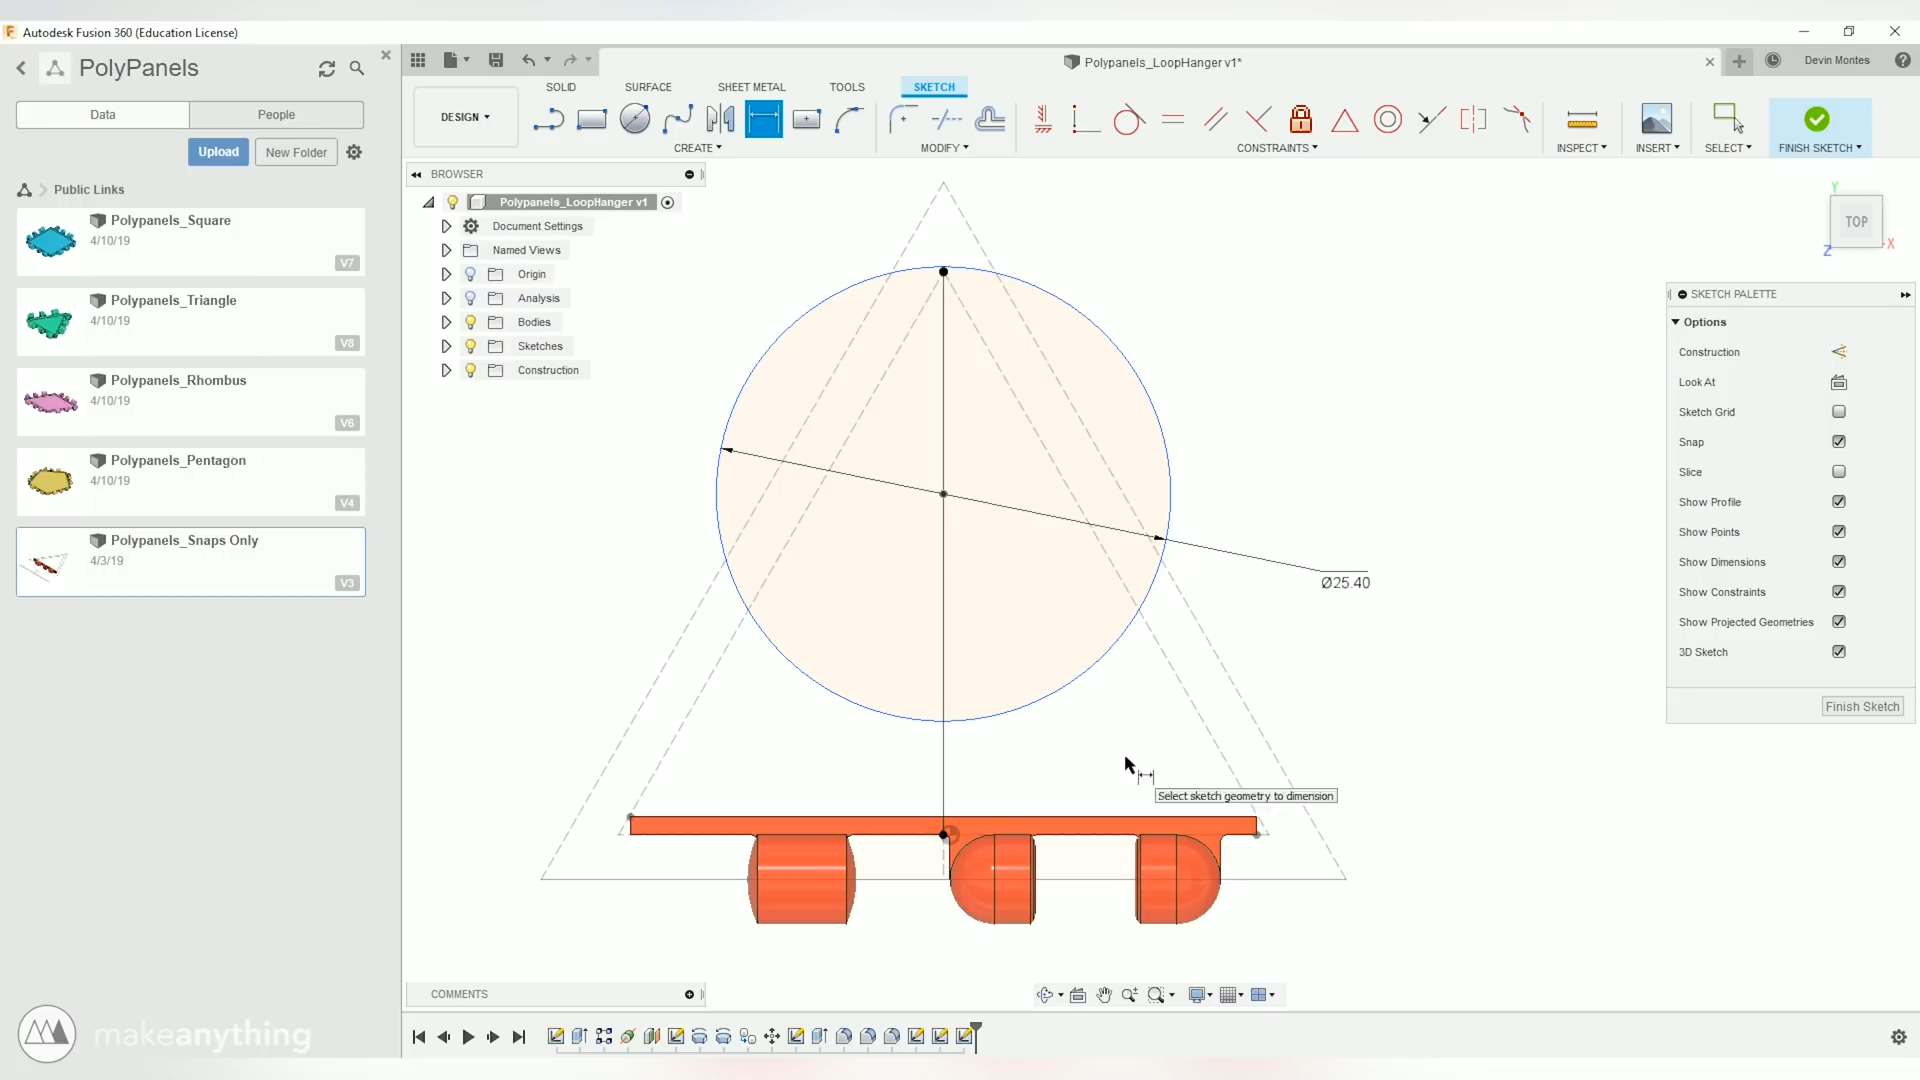 Autodesk Fusion 360 (Education License)
PolyPanels
Data
People
Upload
New Folder
Public Links
Polypanels_Square
4/10/19
V7
Polypanels_Triangle
4/10/19
V8
Polypanels_Rhombus
4/10/19
V6
Polypanels_Pentagon
4/10/19
V4
Polypanels_Snaps Only
4/3/19
V3
makeanything
Polypanels_LoopHanger v1*
Devin Montes
SOLID
SURFACE
SHEET METAL
TOOLS
SKETCH
DESIGN
CREATE
MODIFY
CONSTRAINTS
INSPECT
INSERT
SELECT
FINISH SKETCH
BROWSER
Polypanels_LoopHanger v1
Document Settings
Named Views
Origin
Analysis
Bodies
Sketches
Construction
Y
TOP
X
Z
Ø25.40
Select sketch geometry to dimension
SKETCH PALETTE
Options
Construction
Look At
Sketch Grid
Snap
Slice
Show Profile
Show Points
Show Dimensions
Show Constraints
Show Projected Geometries
3D Sketch
Finish Sketch
COMMENTS